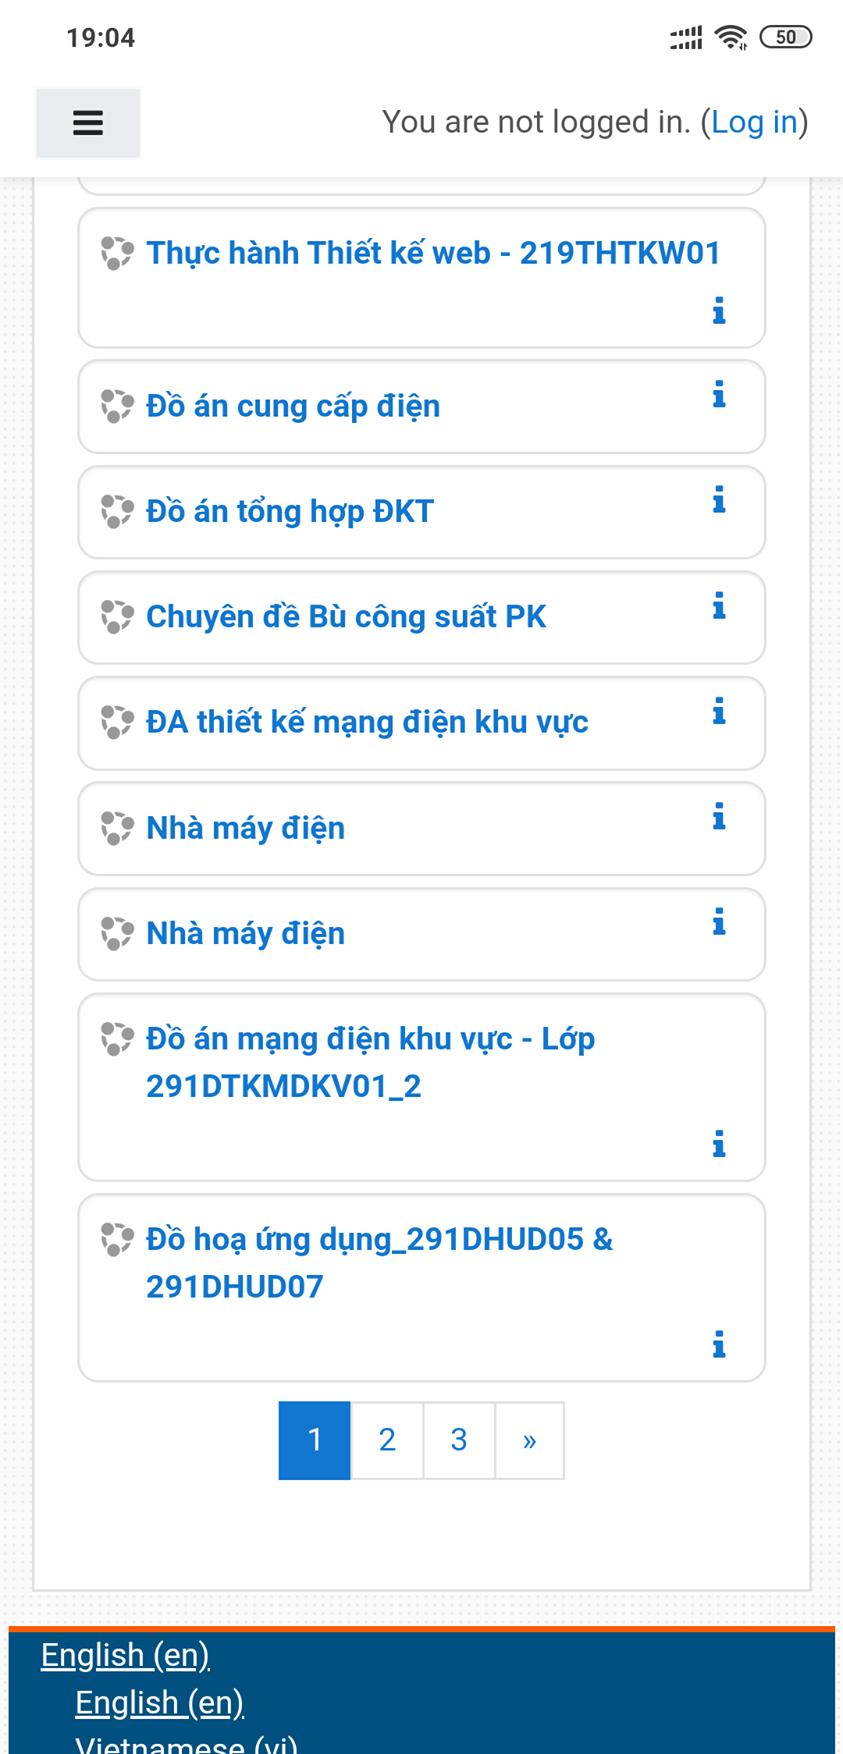 19:04
50
You are not logged in. (Log in)
Thực hành Thiết kế web - 219THTKW01
Đồ án cung cấp điện
Đồ án tổng hợp ĐKT
Chuyên đề Bù công suất PK
ĐA thiết kế mạng điện khu vực
Nhà máy điện
Nhà máy điện
Đồ án mạng điện khu vực - Lớp
291DTKMDKV01_2
Đồ hoạ ứng dụng_291DHUD05 &
291DHUD07
1 2 3 »
English (en)
English (en)
Vietnamese (vi)